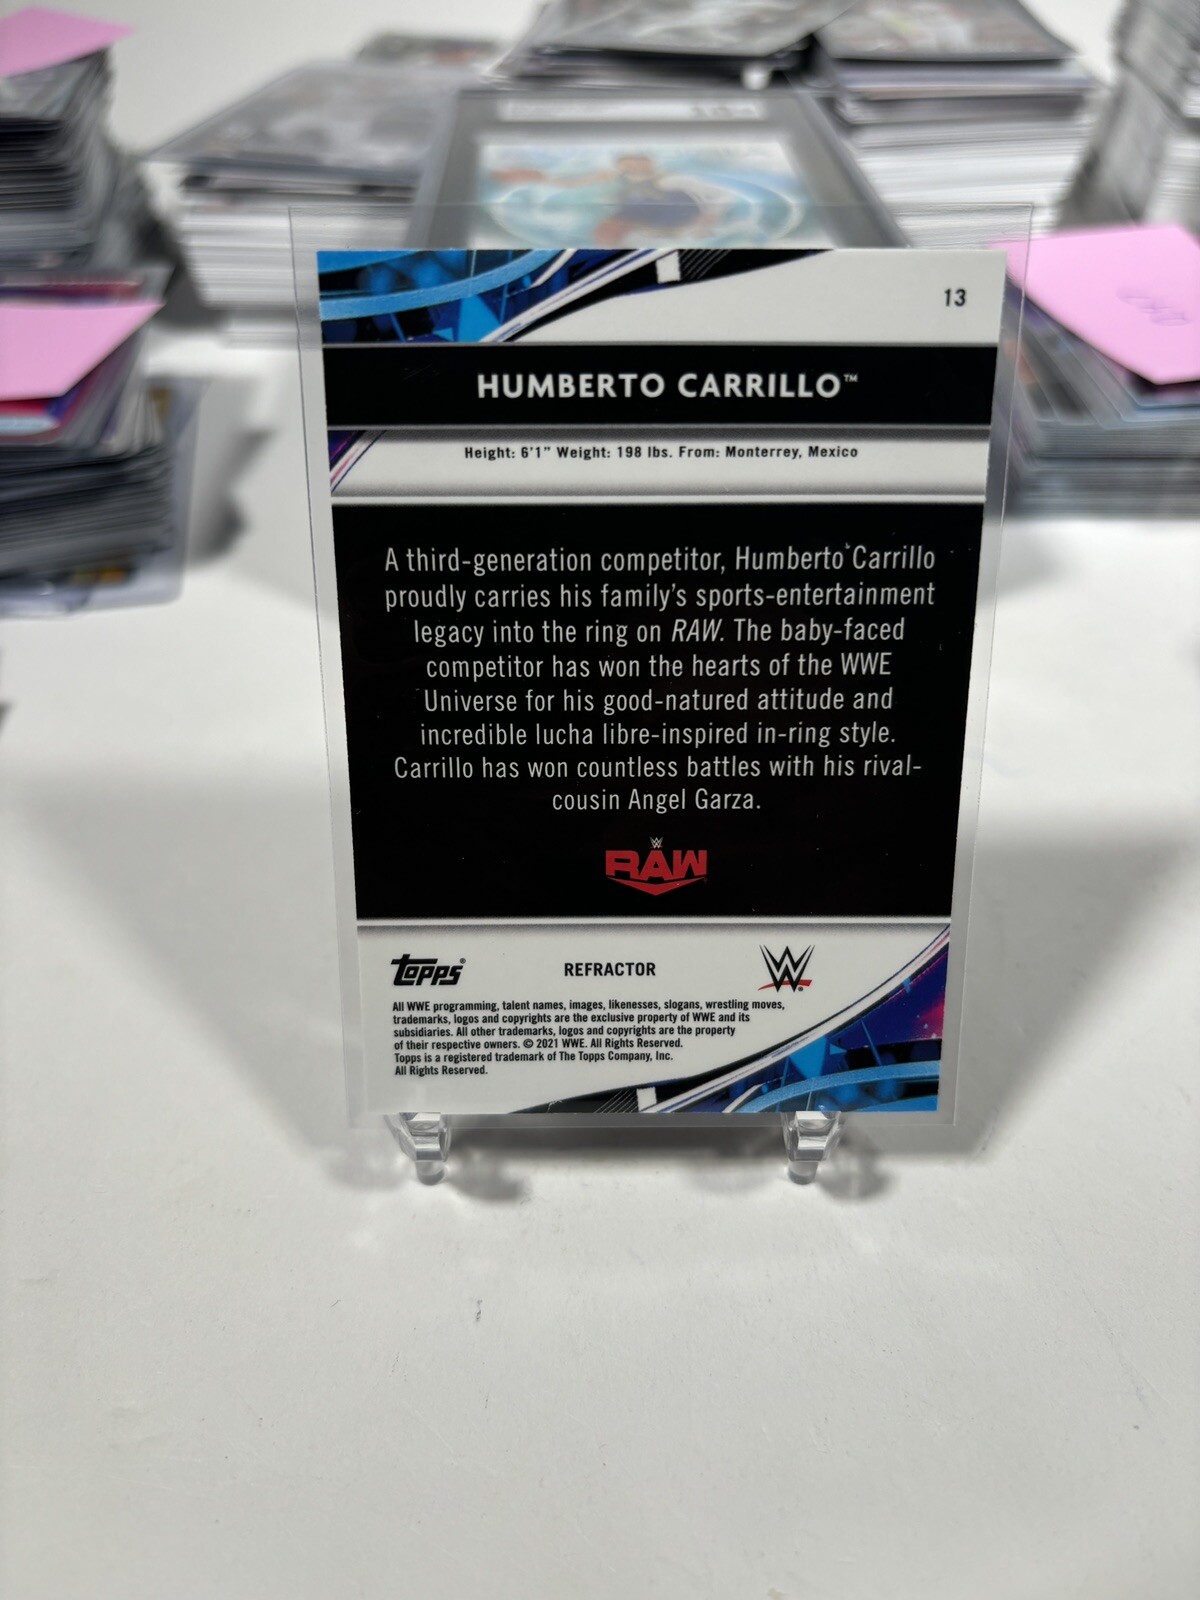 13
HUMBERTO CARRILLO™
Height: 6'1" Weight: 198 lbs. From: Monterrey, Mexico
A third-generation competitor, Humberto Carrillo
proudly carries his family's sports-entertainment
legacy into the ring on RAW. The baby-faced
competitor has won the hearts of the WWE
Universe for his good-natured attitude and
incredible lucha libre-inspired in-ring style.
Carrillo has won countless battles with his rival-
cousin Angel Garza.
W
RAW
topps®
REFRACTOR
W®
All WWE programming, talent names, images, likenesses, slogans, wrestling moves,
trademarks, logos and copyrights are the exclusive property of WWE and its
subsidiaries. All other trademarks, logos and copyrights are the property
of their respective owners. © 2021 WWE. All Rights Reserved.
Topps is a registered trademark of The Topps Company, Inc.
All Rights Reserved.